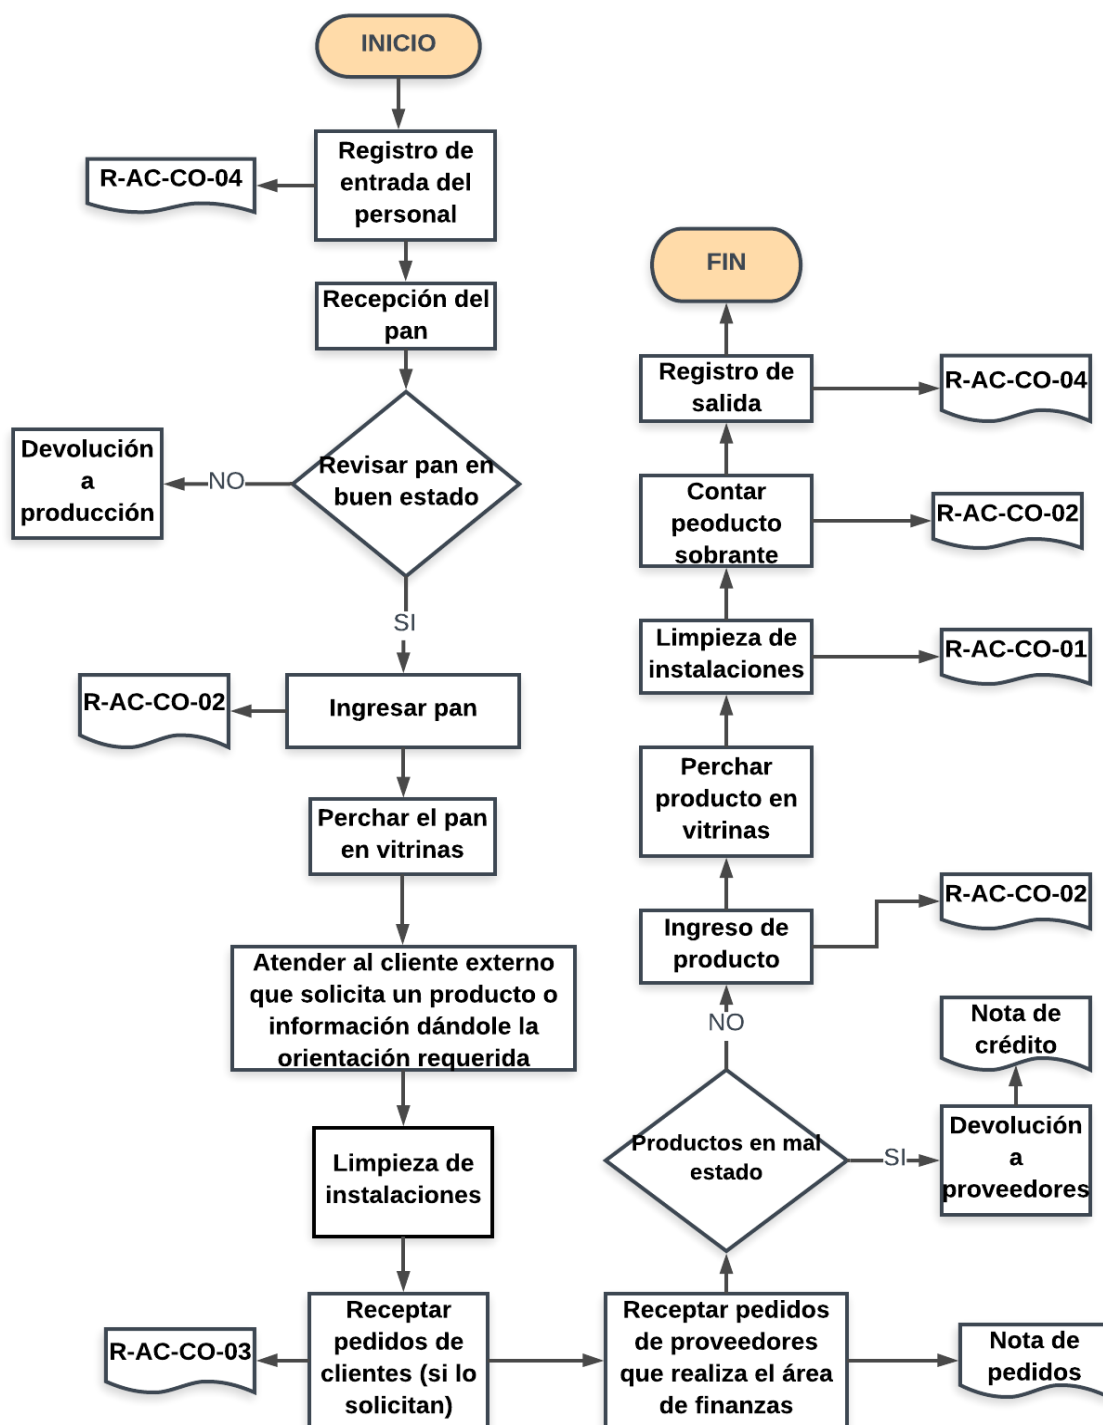 INICIO
Registro de
entrada del
personal
R-AC-CO-04
Recepción del
pan
Revisar pan en
buen estado
NO
Devolución
a
producción
SI
Ingresar pan
R-AC-CO-02
Perchar el pan
en vitrinas
Atender al cliente externo
que solicita un producto o
información dándole la
orientación requerida
Limpieza de
instalaciones
Receptar
pedidos de
clientes (si lo
solicitan)
R-AC-CO-03
Receptar pedidos
de proveedores
que realiza el área
de finanzas
Nota de
pedidos
Productos en mal
estado
SI
Devolución
a
proveedores
Nota de
crédito
NO
Ingreso de
producto
R-AC-CO-02
Perchar
producto en
vitrinas
Limpieza de
instalaciones
R-AC-CO-01
Contar
peoducto
sobrante
R-AC-CO-02
Registro de
salida
R-AC-CO-04
FIN